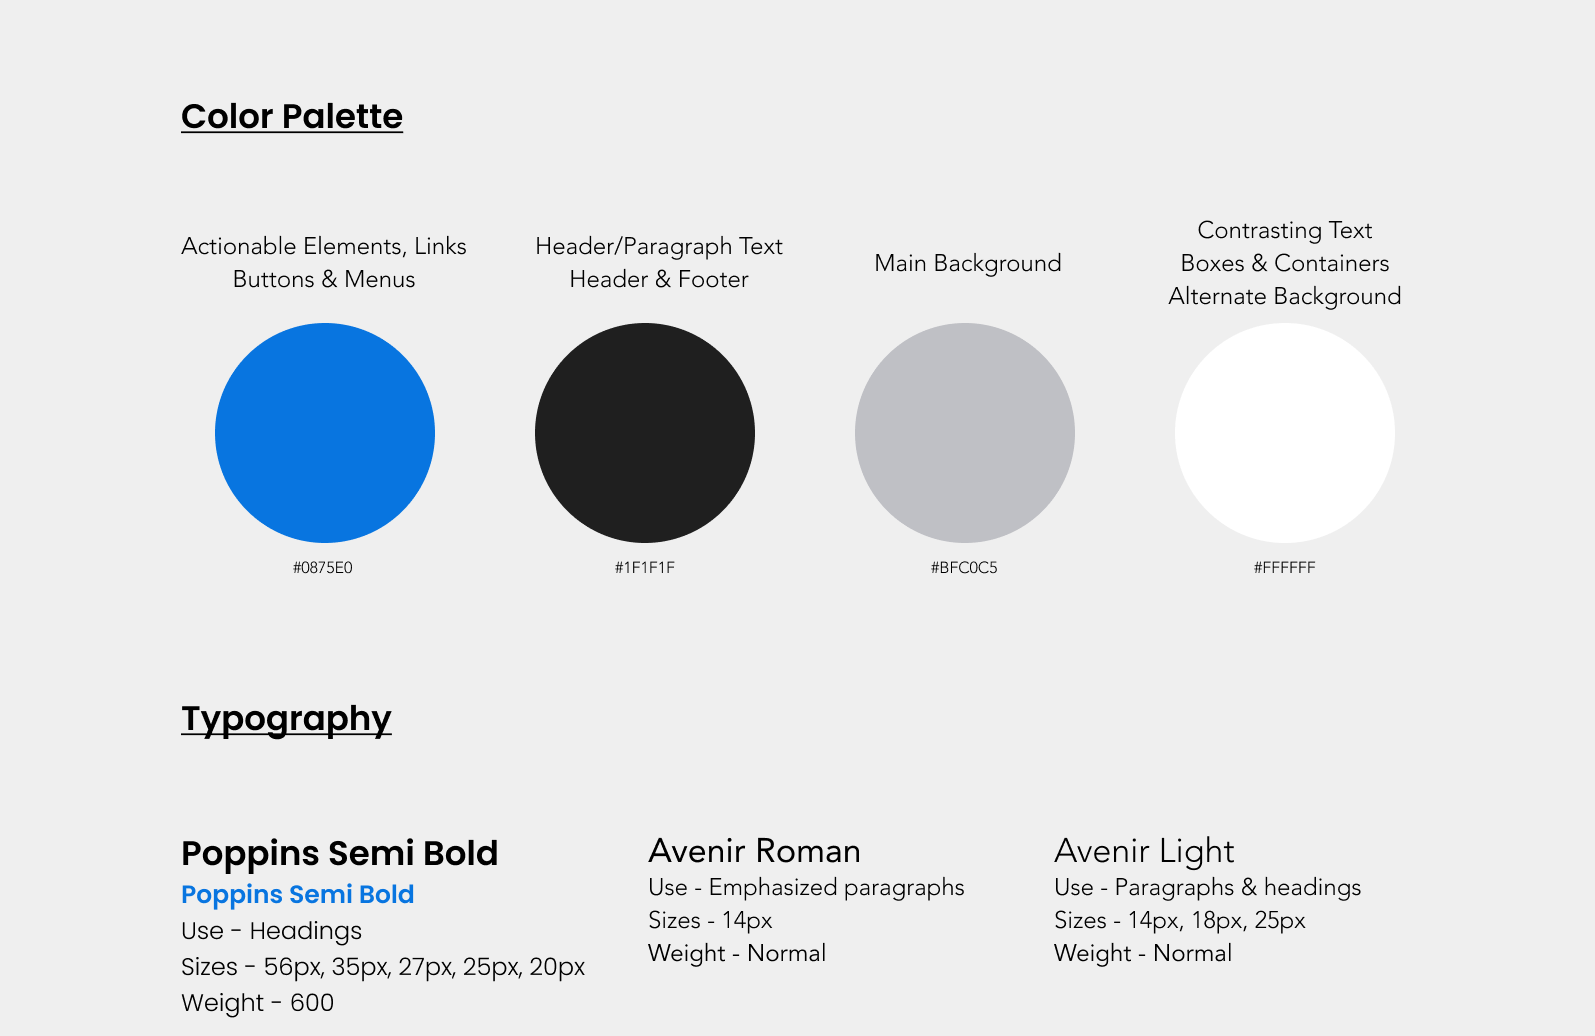 Color Palette
Actionable Elements, Links
Buttons & Menus
#0875E0
Header/Paragraph Text
Header & Footer
#1F1F1F
Main Background
#BFC0C5
Contrasting Text
Boxes & Containers
Alternate Background
#FFFFFF
Typography
Poppins Semi Bold
Poppins Semi Bold
Use - Headings
Sizes - 56px, 35px, 27px, 25px, 20px
Weight - 600
Avenir Roman
Use - Emphasized paragraphs
Sizes - 14px
Weight - Normal
Avenir Light
Use - Paragraphs & headings
Sizes - 14px, 18px, 25px
Weight - Normal